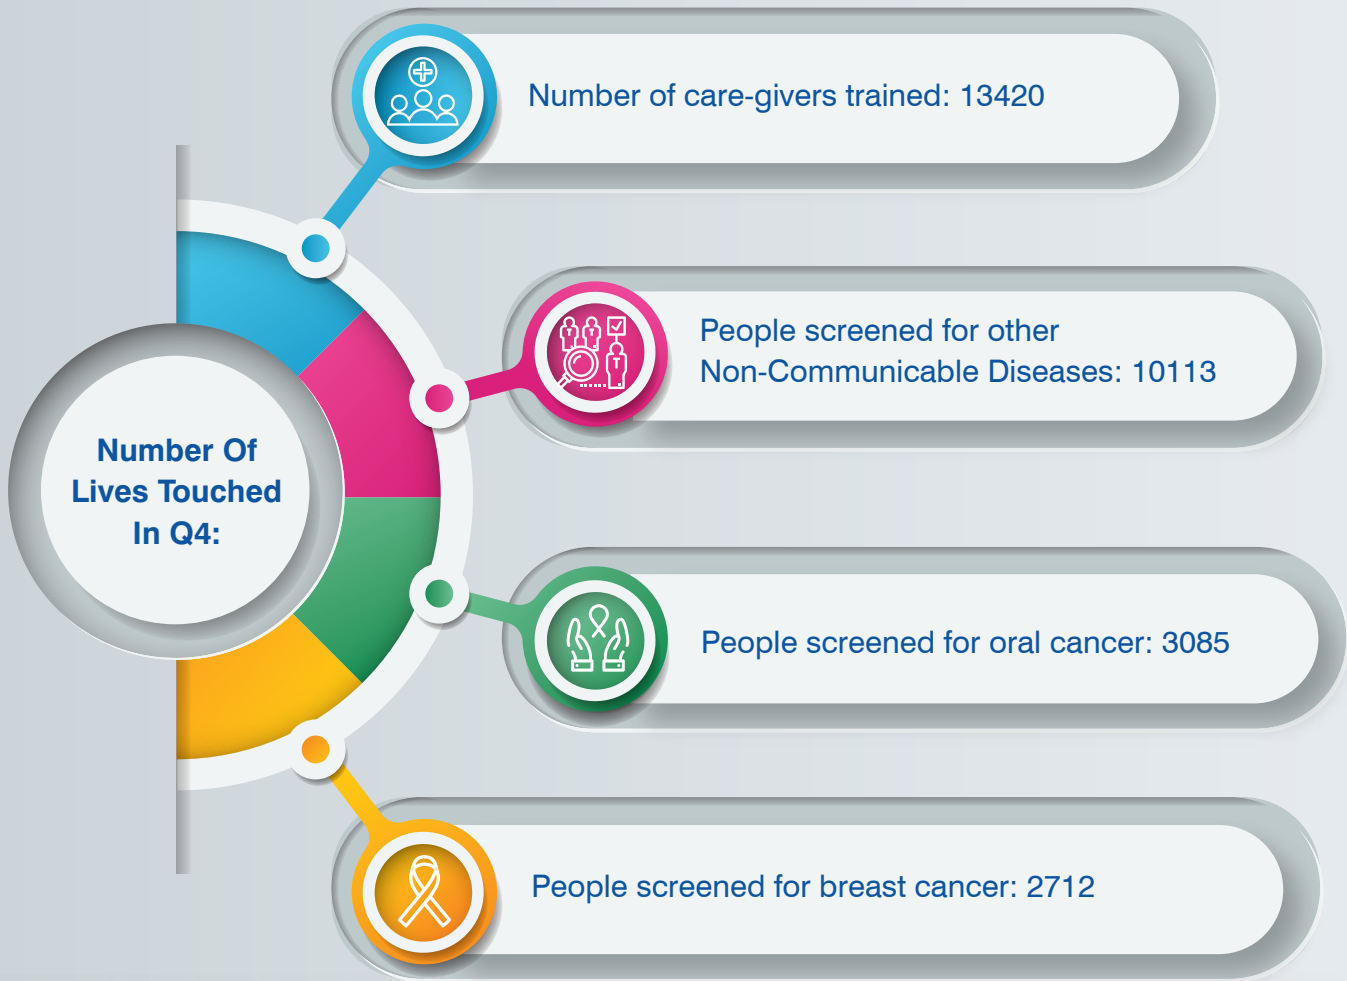 Number Of
Lives Touched
In Q4:
Number of care-givers trained: 13420
People screened for other
Non-Communicable Diseases: 10113
People screened for oral cancer: 3085
People screened for breast cancer: 2712